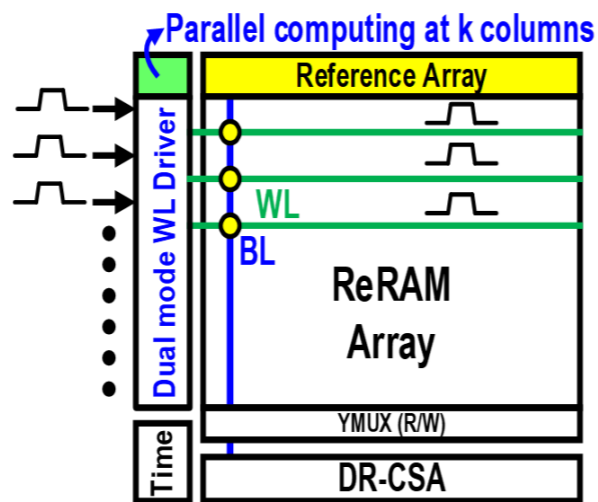 Parallel computing at k columns
Reference Array
Dual mode WL Driver
WL
BL
ReRAM
Array
YMUX (R/W)
Time
DR-CSA